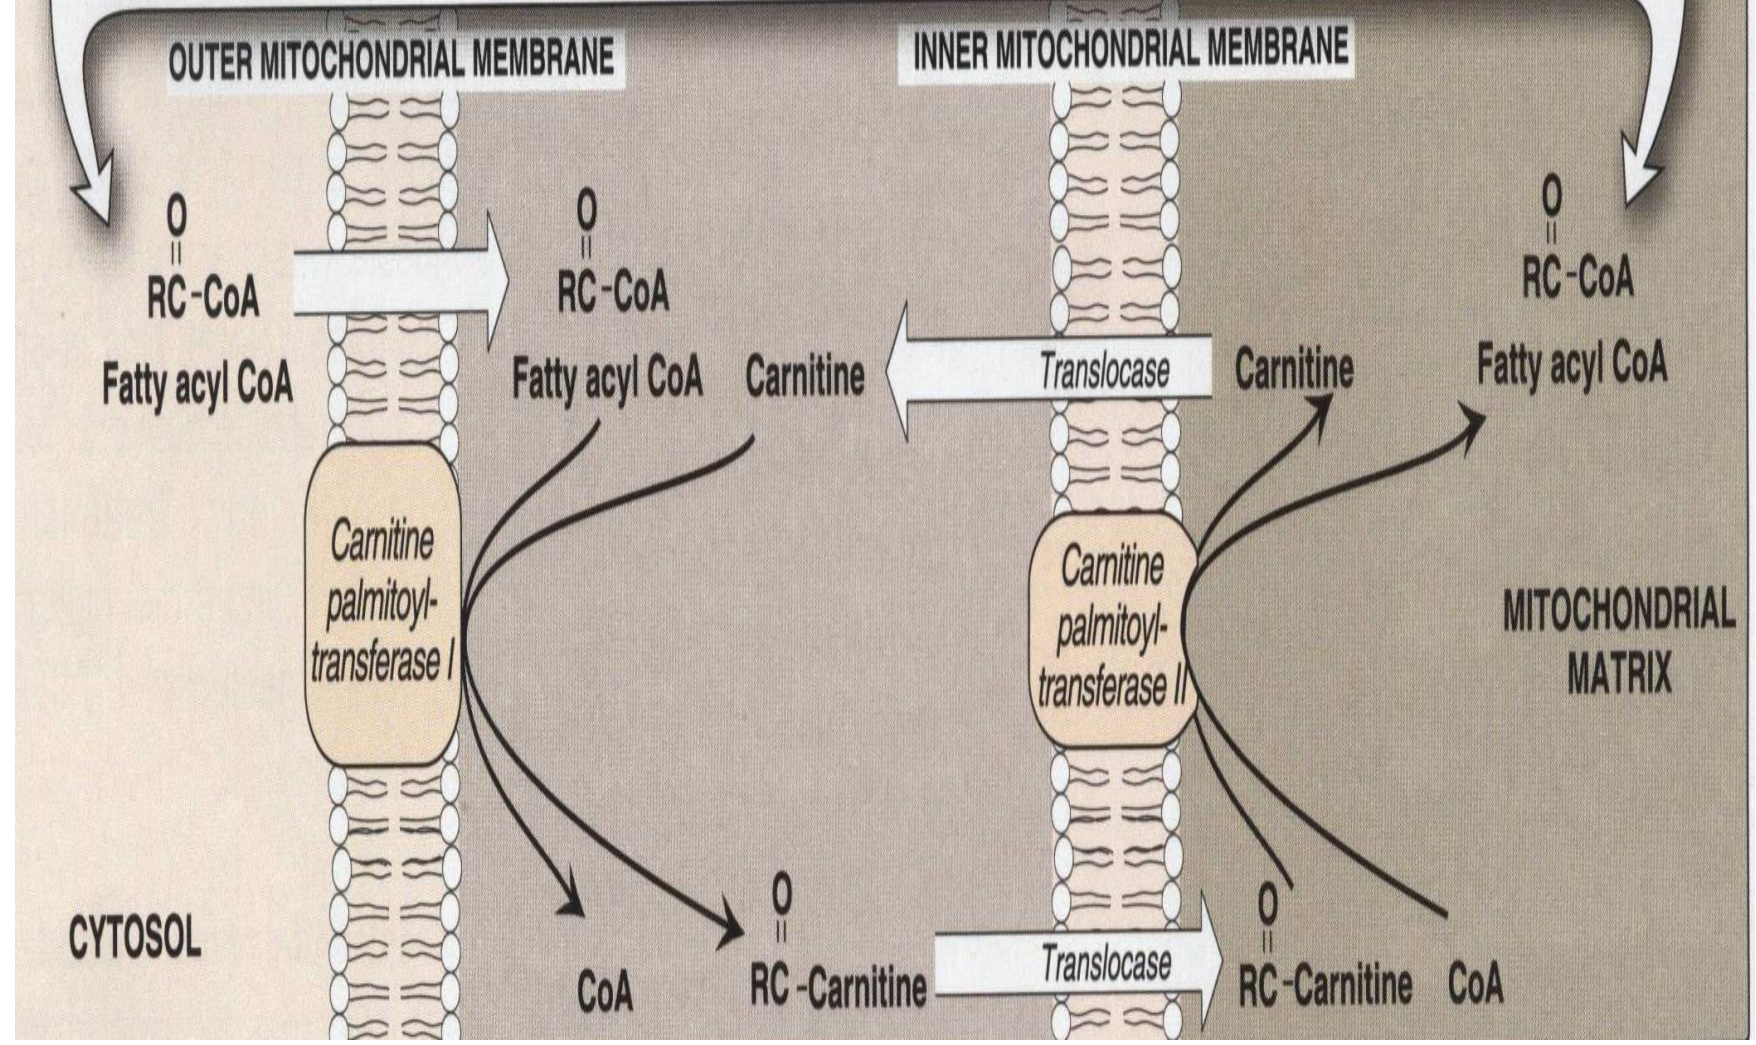 OUTER MITOCHONDRIAL MEMBRANE
INNER MITOCHONDRIAL MEMBRANE
O
RC-CoA
Fatty acyl CoA
O
RC-CoA
Fatty acyl CoA
Carnitine
Translocase
Carnitine
O
RC-CoA
Fatty acyl CoA
Carnitine
palmitoyl-
transferase I
Carnitine
palmitoyl-
transferase II
MITOCHONDRIAL
MATRIX
CYTOSOL
CoA
O
RC-Carnitine
Translocase
O
RC-Carnitine
CoA